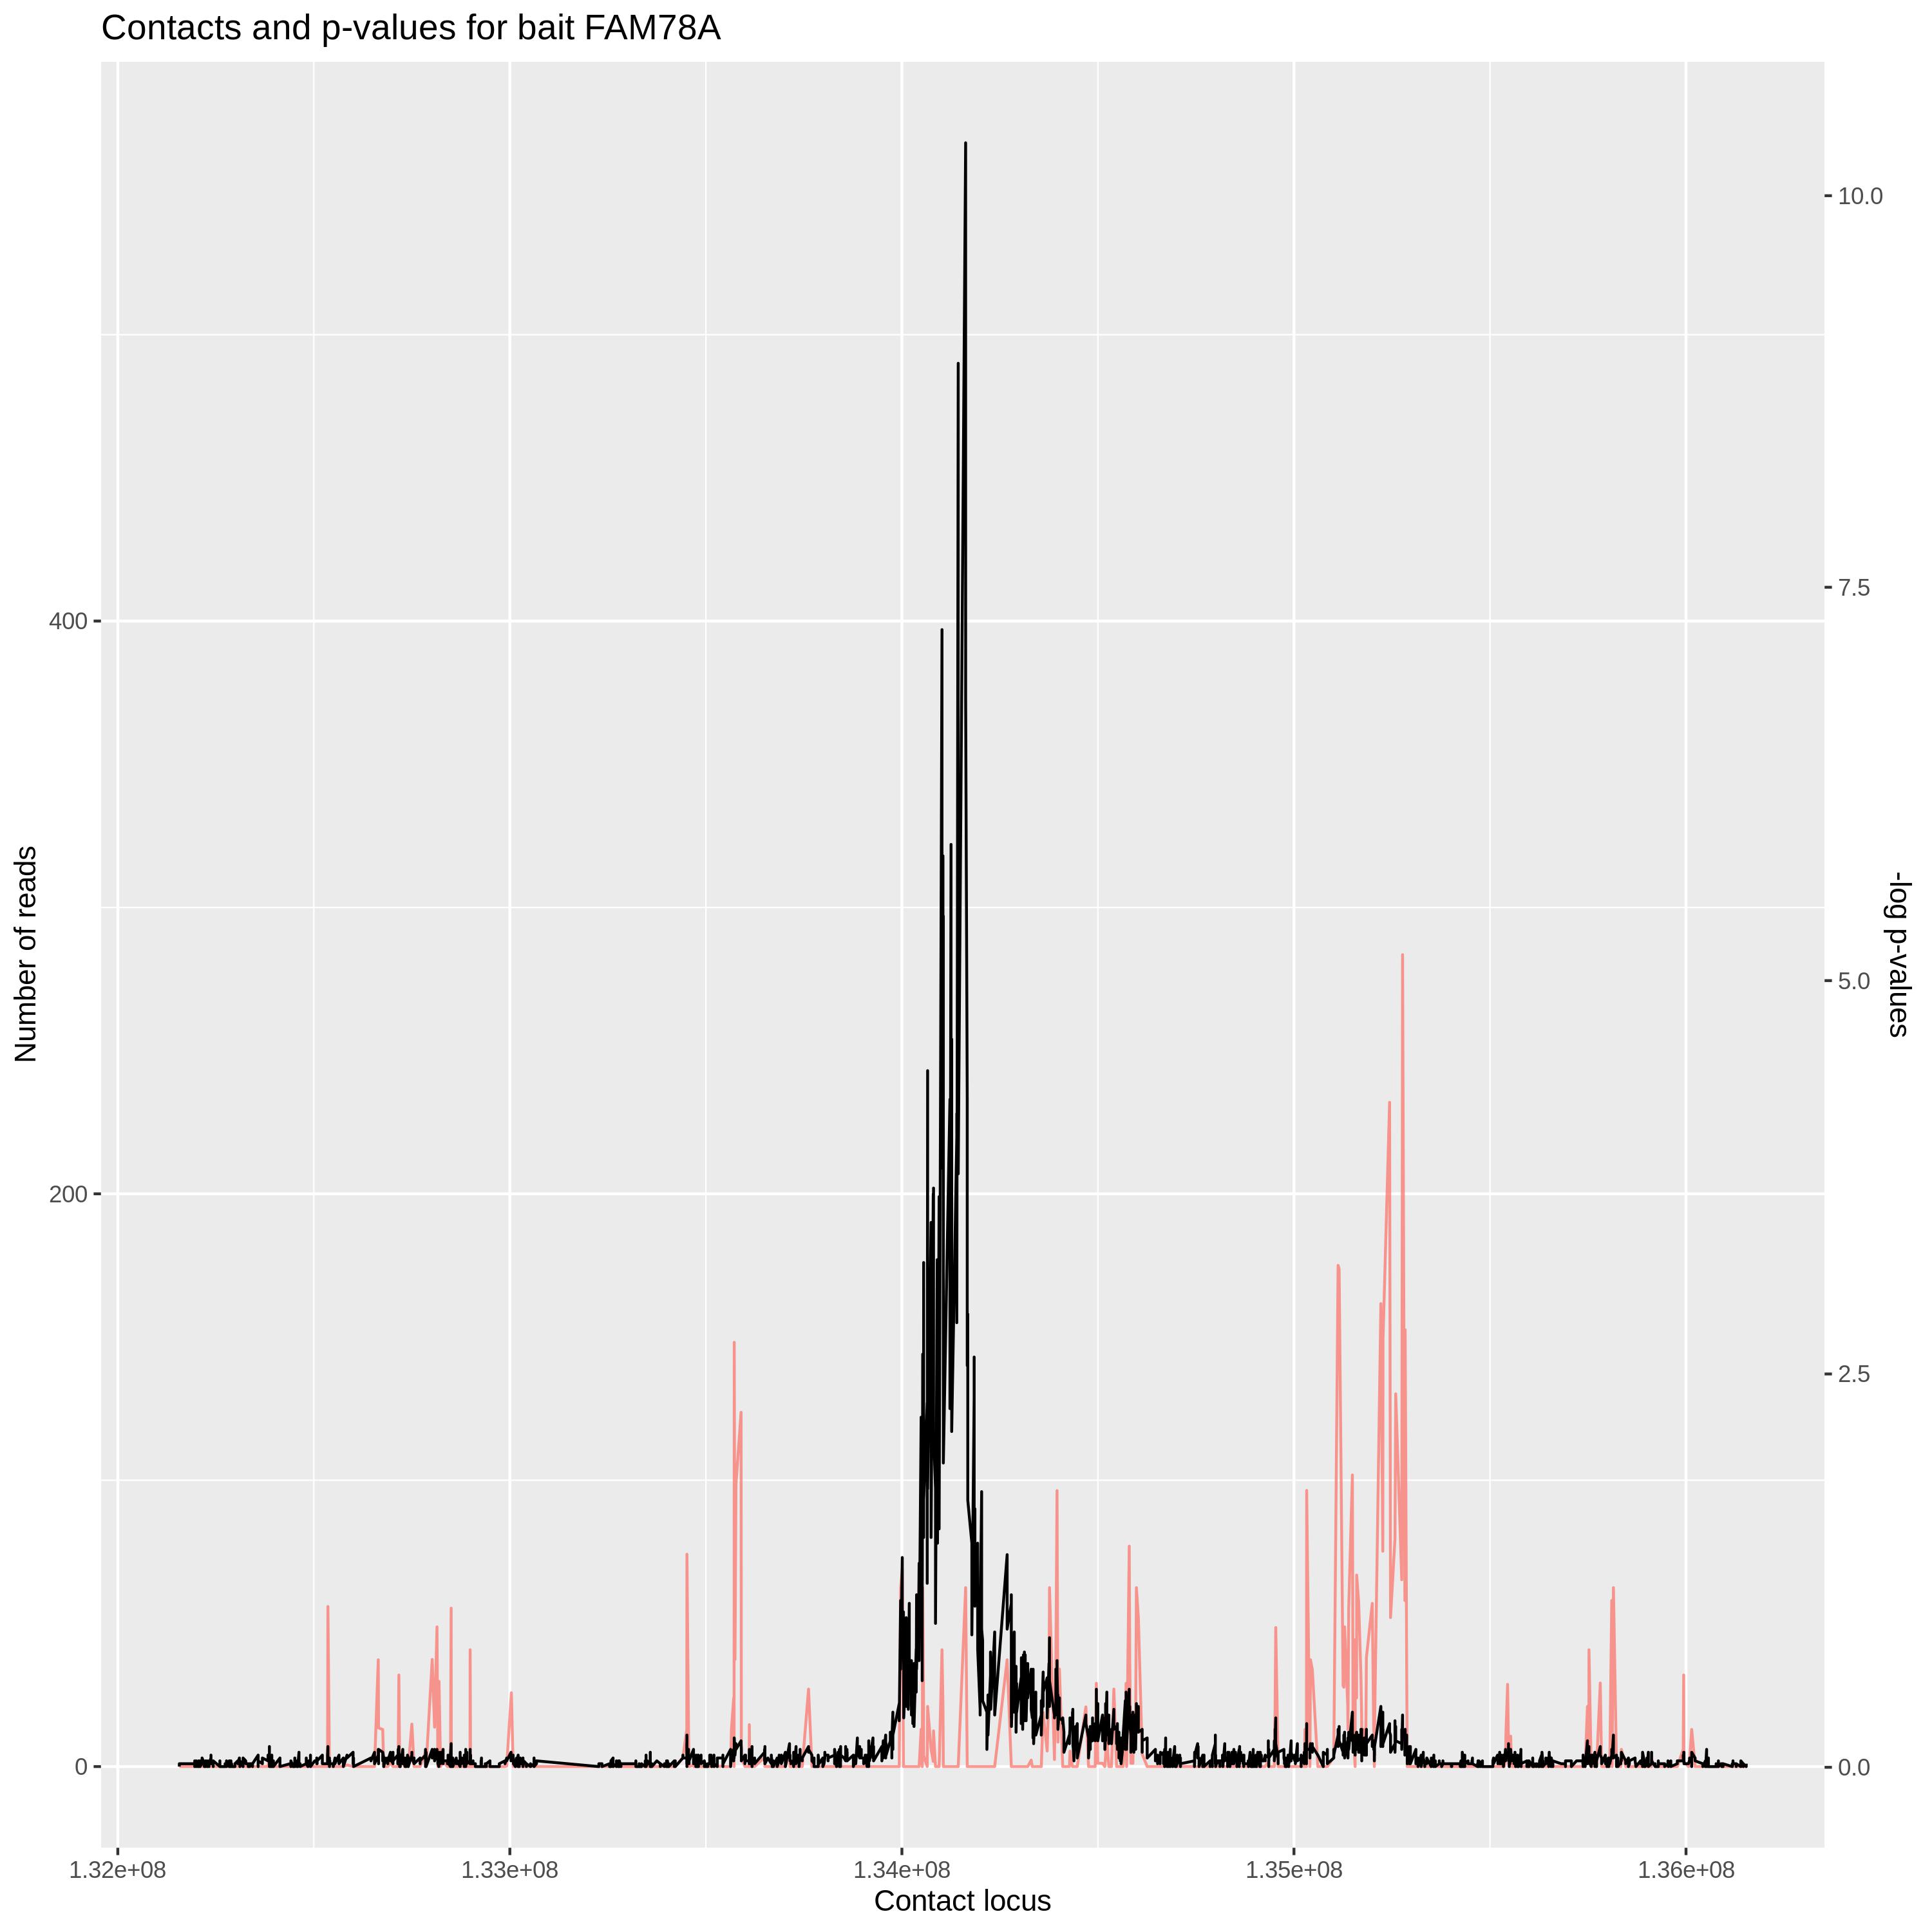 Contacts and p-values for bait FAM78A
Number of reads
400
200
0
10.0
7.5
5.0
2.5
0.0
-log p-values
1.32e+08 1.33e+08 1.34e+08 1.35e+08 1.36e+08
Contact locus